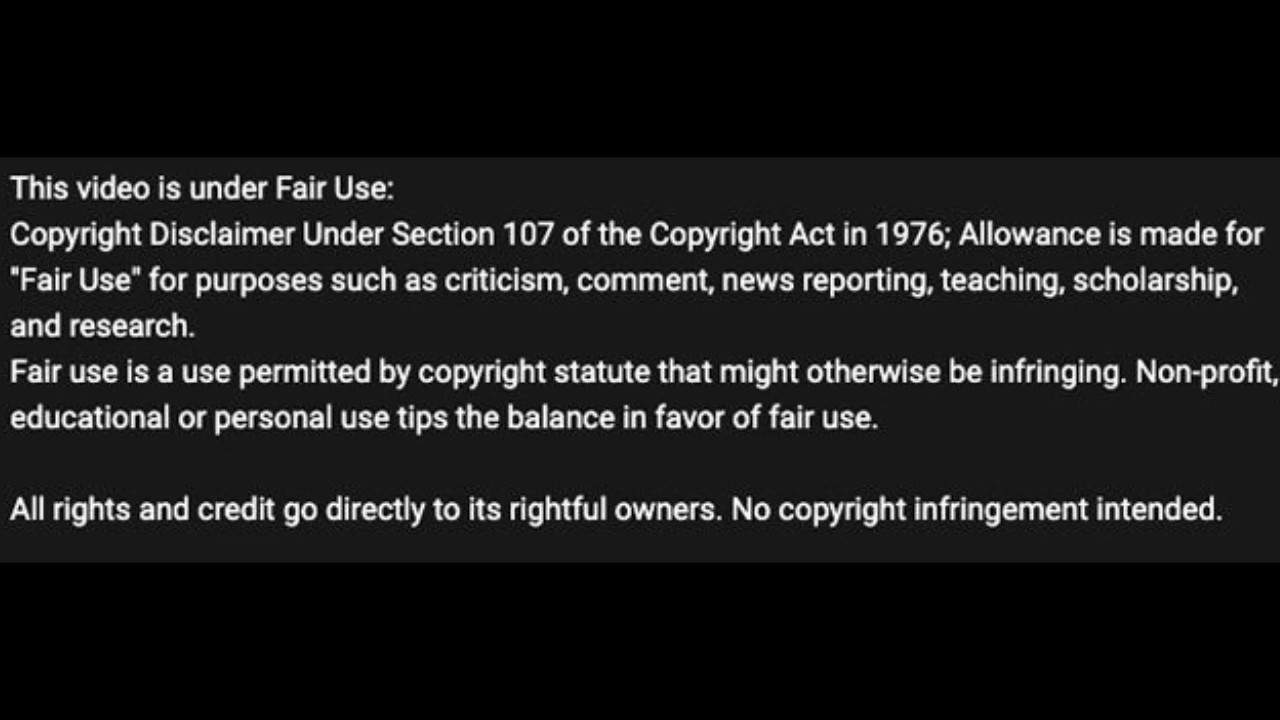 This video is under Fair Use:
Copyright Disclaimer Under Section 107 of the Copyright Act in 1976; Allowance is made for
"Fair Use" for purposes such as criticism, comment, news reporting, teaching, scholarship,
and research.
Fair use is a use permitted by copyright statute that might otherwise be infringing. Non-profit,
educational or personal use tips the balance in favor of fair use.
All rights and credit go directly to its rightful owners. No copyright infringement intended.